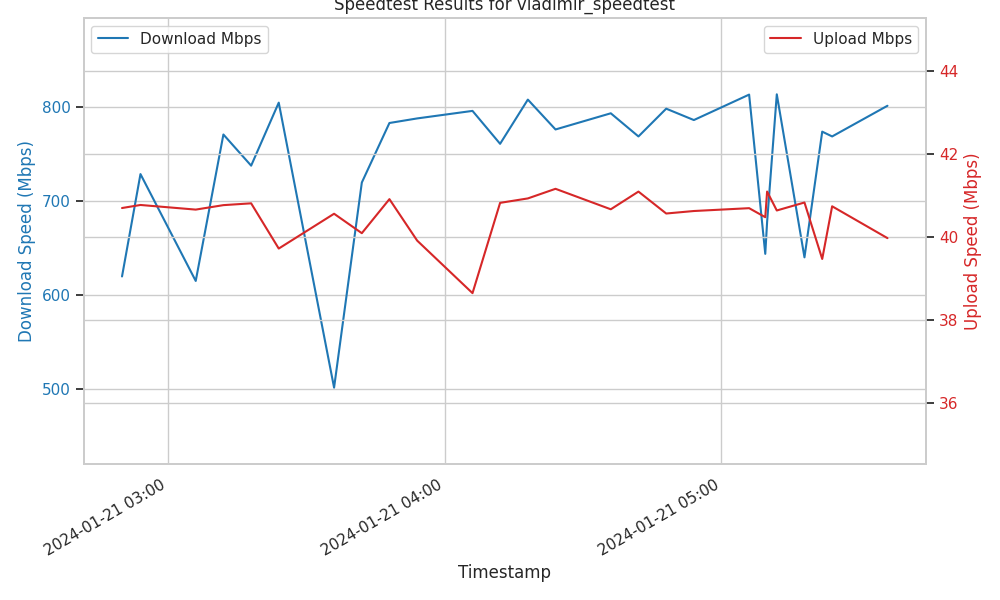 Speedtest Results for vladimir_speedtest
Download Mbps
Upload Mbps
Download Speed (Mbps)
800
700
600
500
44
42
40
38
36
Upload Speed (Mbps)
2024-01-21 03:00
2024-01-21 04:00
2024-01-21 05:00
Timestamp